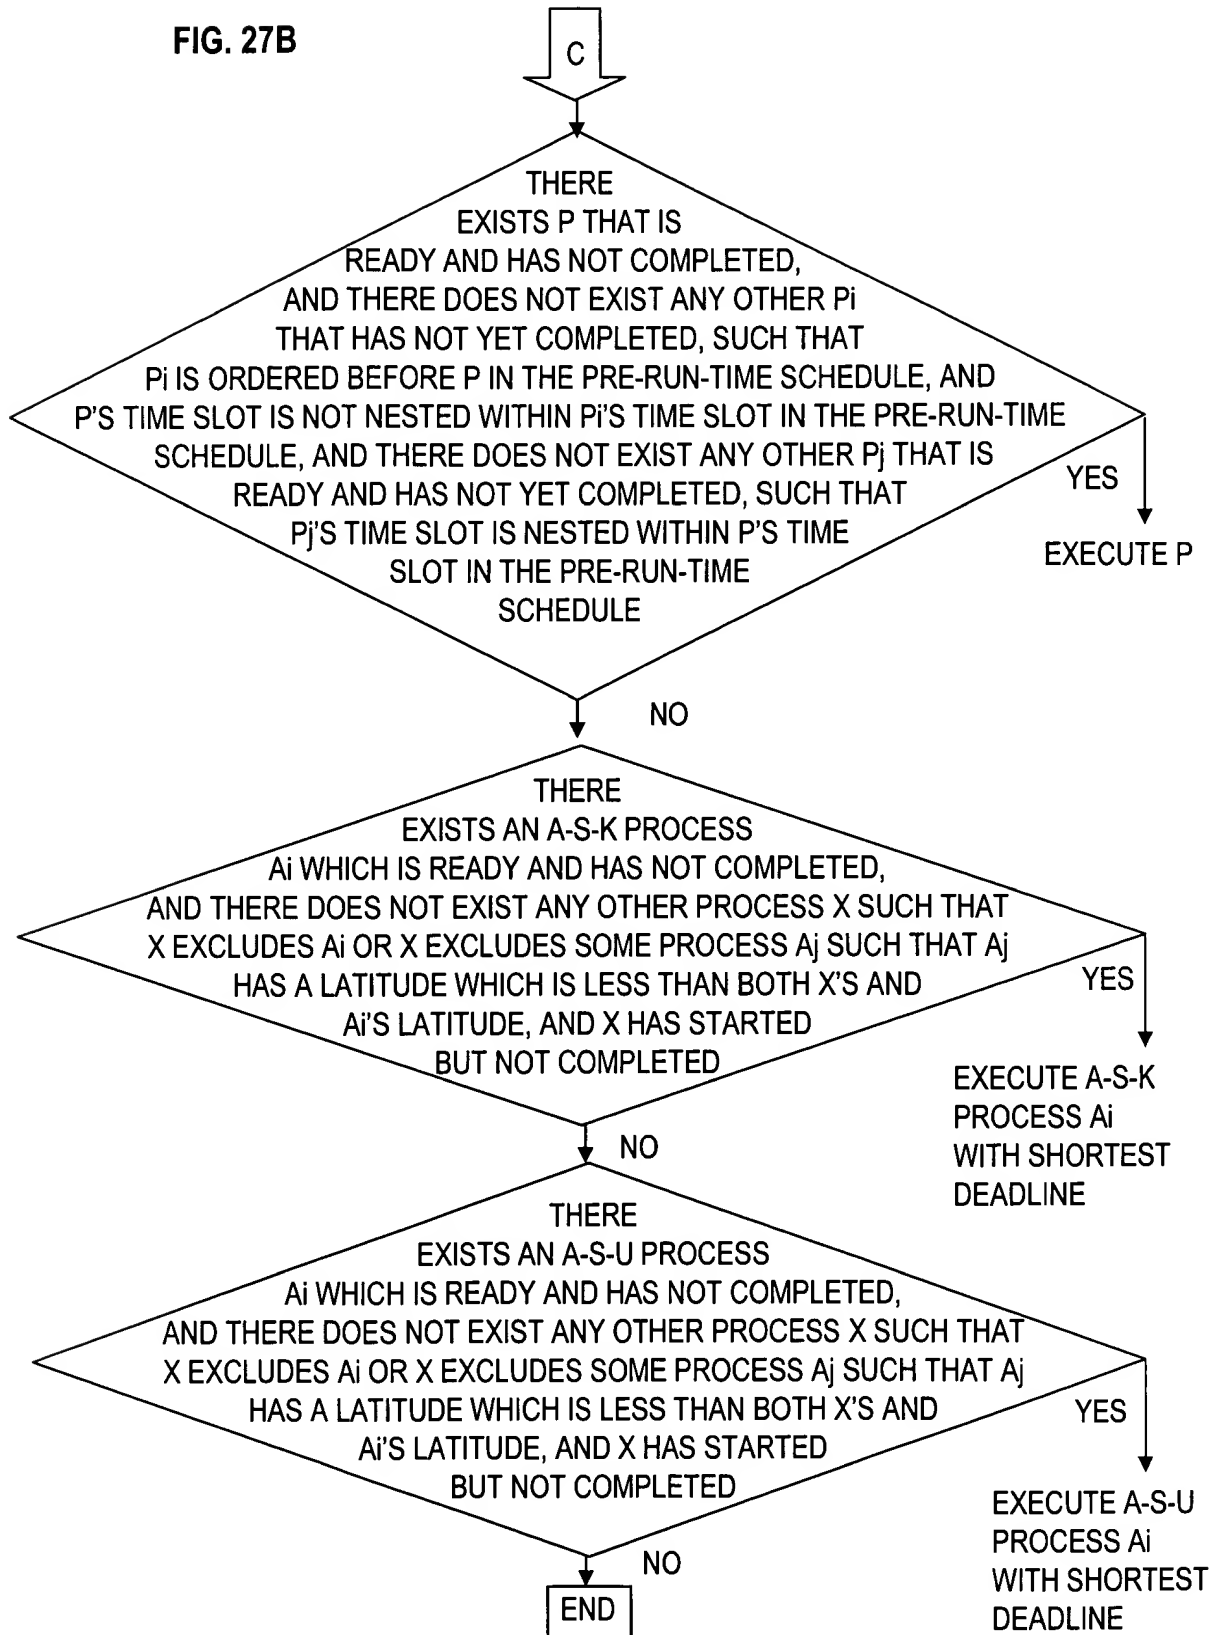 FIG. 27B
C
THERE
EXISTS P THAT IS
READY AND HAS NOT COMPLETED,
AND THERE DOES NOT EXIST ANY OTHER Pi
THAT HAS NOT YET COMPLETED, SUCH THAT
Pi IS ORDERED BEFORE P IN THE PRE-RUN-TIME SCHEDULE, AND
P'S TIME SLOT IS NOT NESTED WITHIN Pi'S TIME SLOT IN THE PRE-RUN-TIME
SCHEDULE, AND THERE DOES NOT EXIST ANY OTHER Pj THAT IS
READY AND HAS NOT YET COMPLETED, SUCH THAT
Pj'S TIME SLOT IS NESTED WITHIN P'S TIME
SLOT IN THE PRE-RUN-TIME
SCHEDULE
YES
EXECUTE P
NO
THERE
EXISTS AN A-S-K PROCESS
Ai WHICH IS READY AND HAS NOT COMPLETED,
AND THERE DOES NOT EXIST ANY OTHER PROCESS X SUCH THAT
X EXCLUDES Ai OR X EXCLUDES SOME PROCESS Aj SUCH THAT Aj
HAS A LATITUDE WHICH IS LESS THAN BOTH X'S AND
Ai'S LATITUDE, AND X HAS STARTED
BUT NOT COMPLETED
YES
EXECUTE A-S-K
PROCESS Ai
WITH SHORTEST
DEADLINE
NO
THERE
EXISTS AN A-S-U PROCESS
Ai WHICH IS READY AND HAS NOT COMPLETED,
AND THERE DOES NOT EXIST ANY OTHER PROCESS X SUCH THAT
X EXCLUDES Ai OR X EXCLUDES SOME PROCESS Aj SUCH THAT Aj
HAS A LATITUDE WHICH IS LESS THAN BOTH X'S AND
Ai'S LATITUDE, AND X HAS STARTED
BUT NOT COMPLETED
YES
EXECUTE A-S-U
PROCESS Ai
WITH SHORTEST
DEADLINE
NO
END